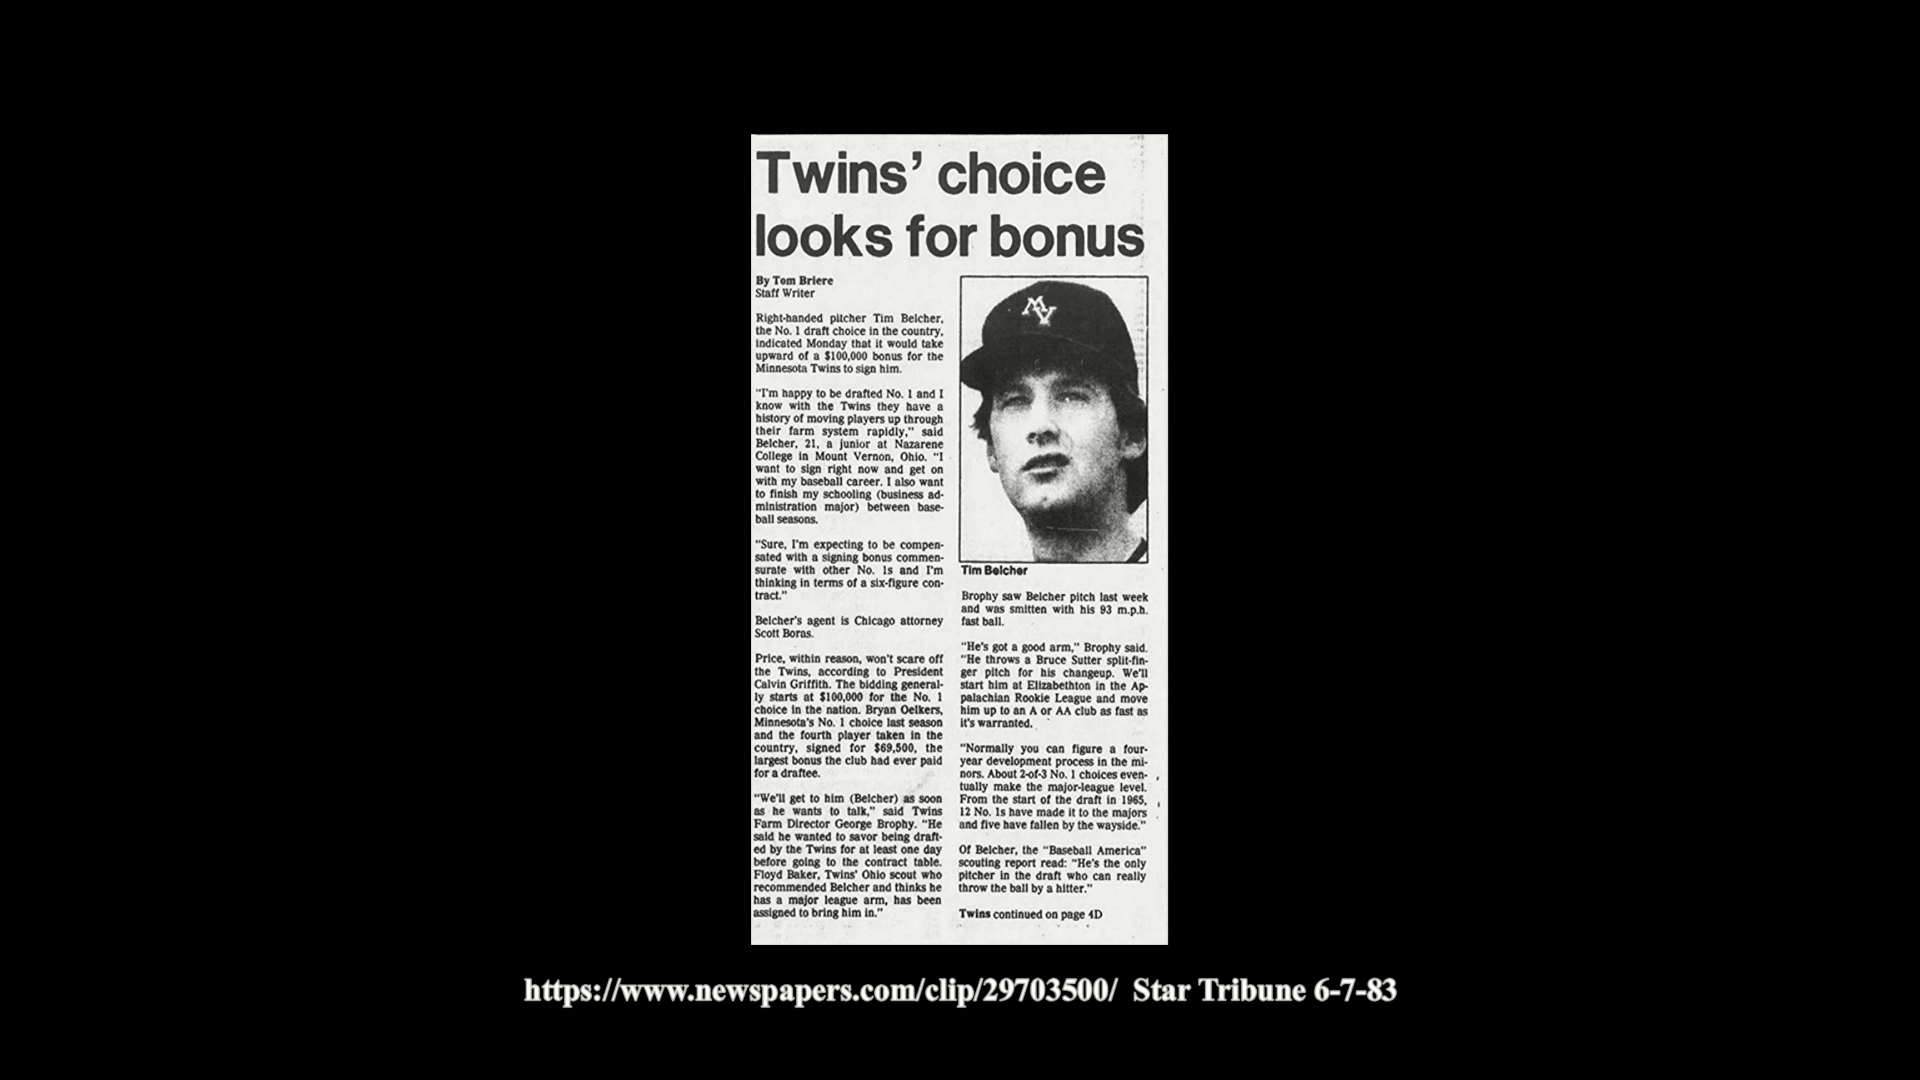 Twins' choice
looks for bonus
By Tom Briere
Staff Writer
Right-handed pitcher Tim Belcher,
the No. 1 draft choice in the country,
indicated Monday that it would take
upward of a $100,000 bonus for the
Minnesota Twins to sign him.
"I'm happy to be drafted No. 1 and I
know with the Twins they have a
history of moving players up through
their farm system rapidly," said
Belcher, 21, a junior at Nazarene
College in Mount Vernon, Ohio. "I
want to sign right now and get on
with my baseball career. I also want
to finish my schooling (business ad-
ministration major) between base-
ball seasons.
"Sure, I'm expecting to be compen-
sated with a signing bonus commen-
surate with other No. 1s and I'm
thinking in terms of a six-figure con-
tract."
Belcher's agent is Chicago attorney
Scott Boras.
Price, within reason, won't scare off
the Twins, according to President
Calvin Griffith. The bidding general-
ly starts at $100,000 for the No. 1
choice in the nation. Bryan Oelkers,
Minnesota's No. 1 choice last season
and the fourth player taken in the
country, signed for $69,500, the
largest bonus the club had ever paid
for a draftee.
"We'll get to him (Belcher) as soon
as he wants to talk," said Twins
Farm Director George Brophy. "He
said he wanted to savor being draft-
ed by the Twins for at least one day
before going to the contract table.
Floyd Baker, Twins' Ohio scout who
recommended Belcher and thinks he
has a major league arm, has been
assigned to bring him in."
MV
Tim Belcher
Brophy saw Belcher pitch last week
and was smitten with his 93 m.p.h.
fast ball.
"He's got a good arm," Brophy said.
"He throws a Bruce Sutter split-fin-
ger pitch for his changeup. We'll
start him at Elizabethton in the Ap-
palachian Rookie League and move
him up to an A or AA club as fast as
it's warranted.
"Normally you can figure a four-
year development process in the mi-
nors. About 2-of-3 No. 1 choices even-
tually make the major-league level.
From the start of the draft in 1965,
12 No. 1s have made it to the majors
and five have fallen by the wayside."
Of Belcher, the "Baseball America"
scouting report read: "He's the only
pitcher in the draft who can really
throw the ball by a hitter."
Twins continued on page 4D
https://www.newspapers.com/clip/29703500/ Star Tribune 6-7-83